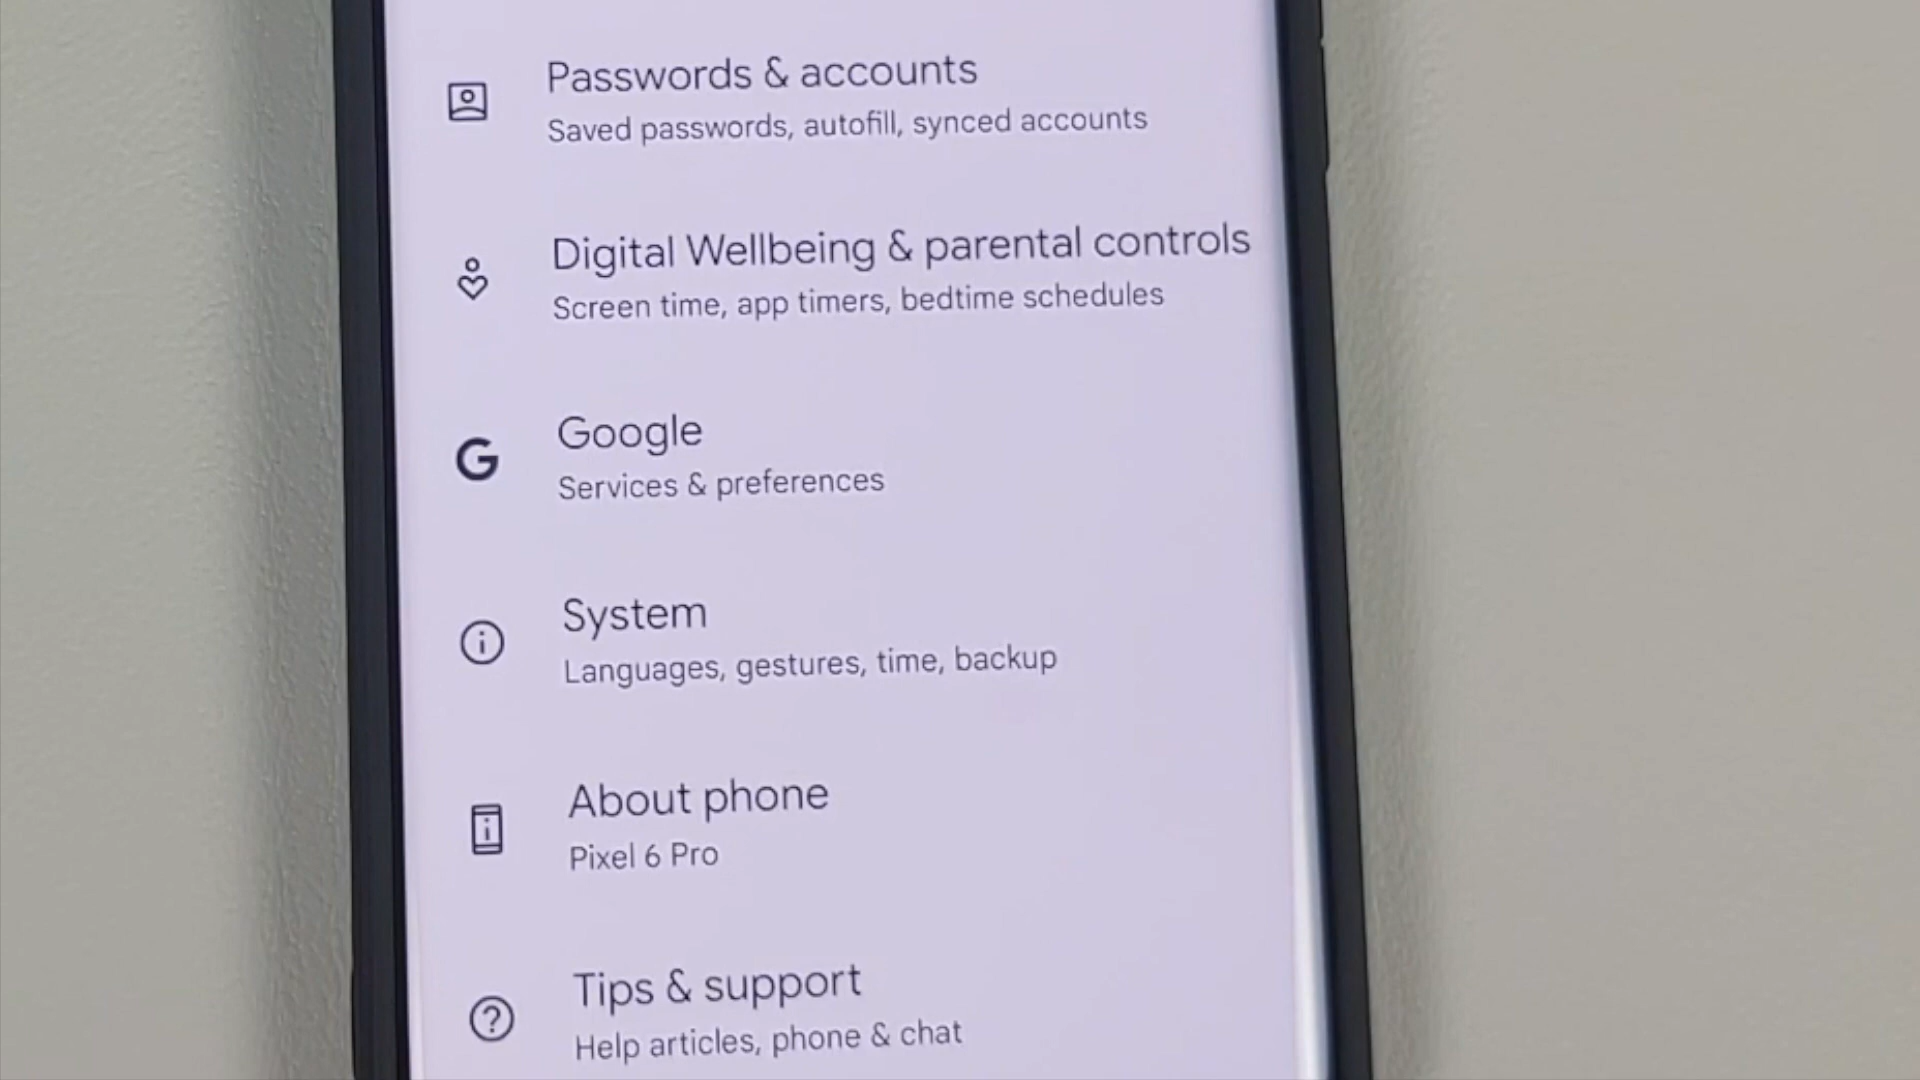 Passwords & accounts
Saved passwords, autofill, synced accounts
Digital Wellbeing & parental controls
Screen time, app timers, bedtime schedules
G
Google
Services & preferences
System
Languages, gestures, time, backup
About phone
Pixel 6 Pro
Tips & support
Help articles, phone & chat